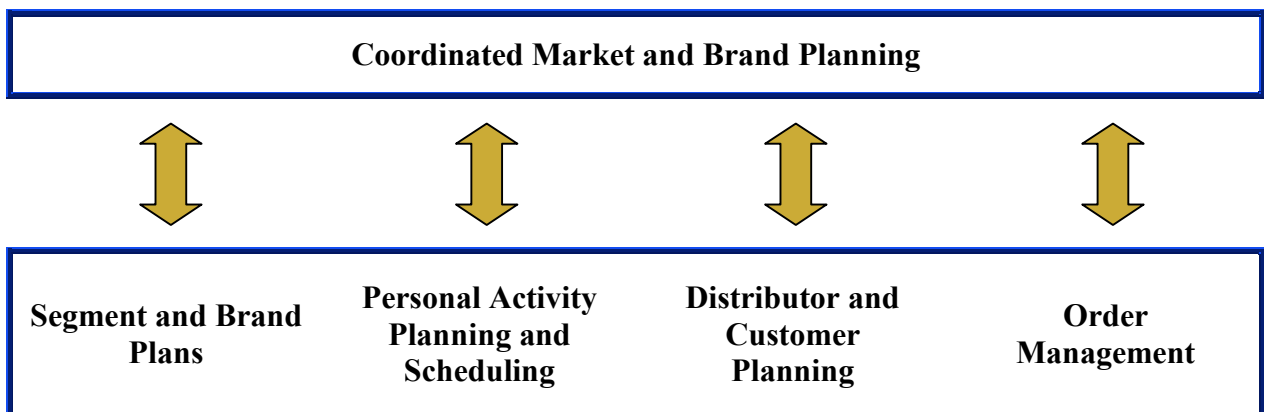 Coordinated Market and Brand Planning
Segment and Brand
Plans
Personal Activity
Planning and
Scheduling
Distributor and
Customer
Planning
Order
Management